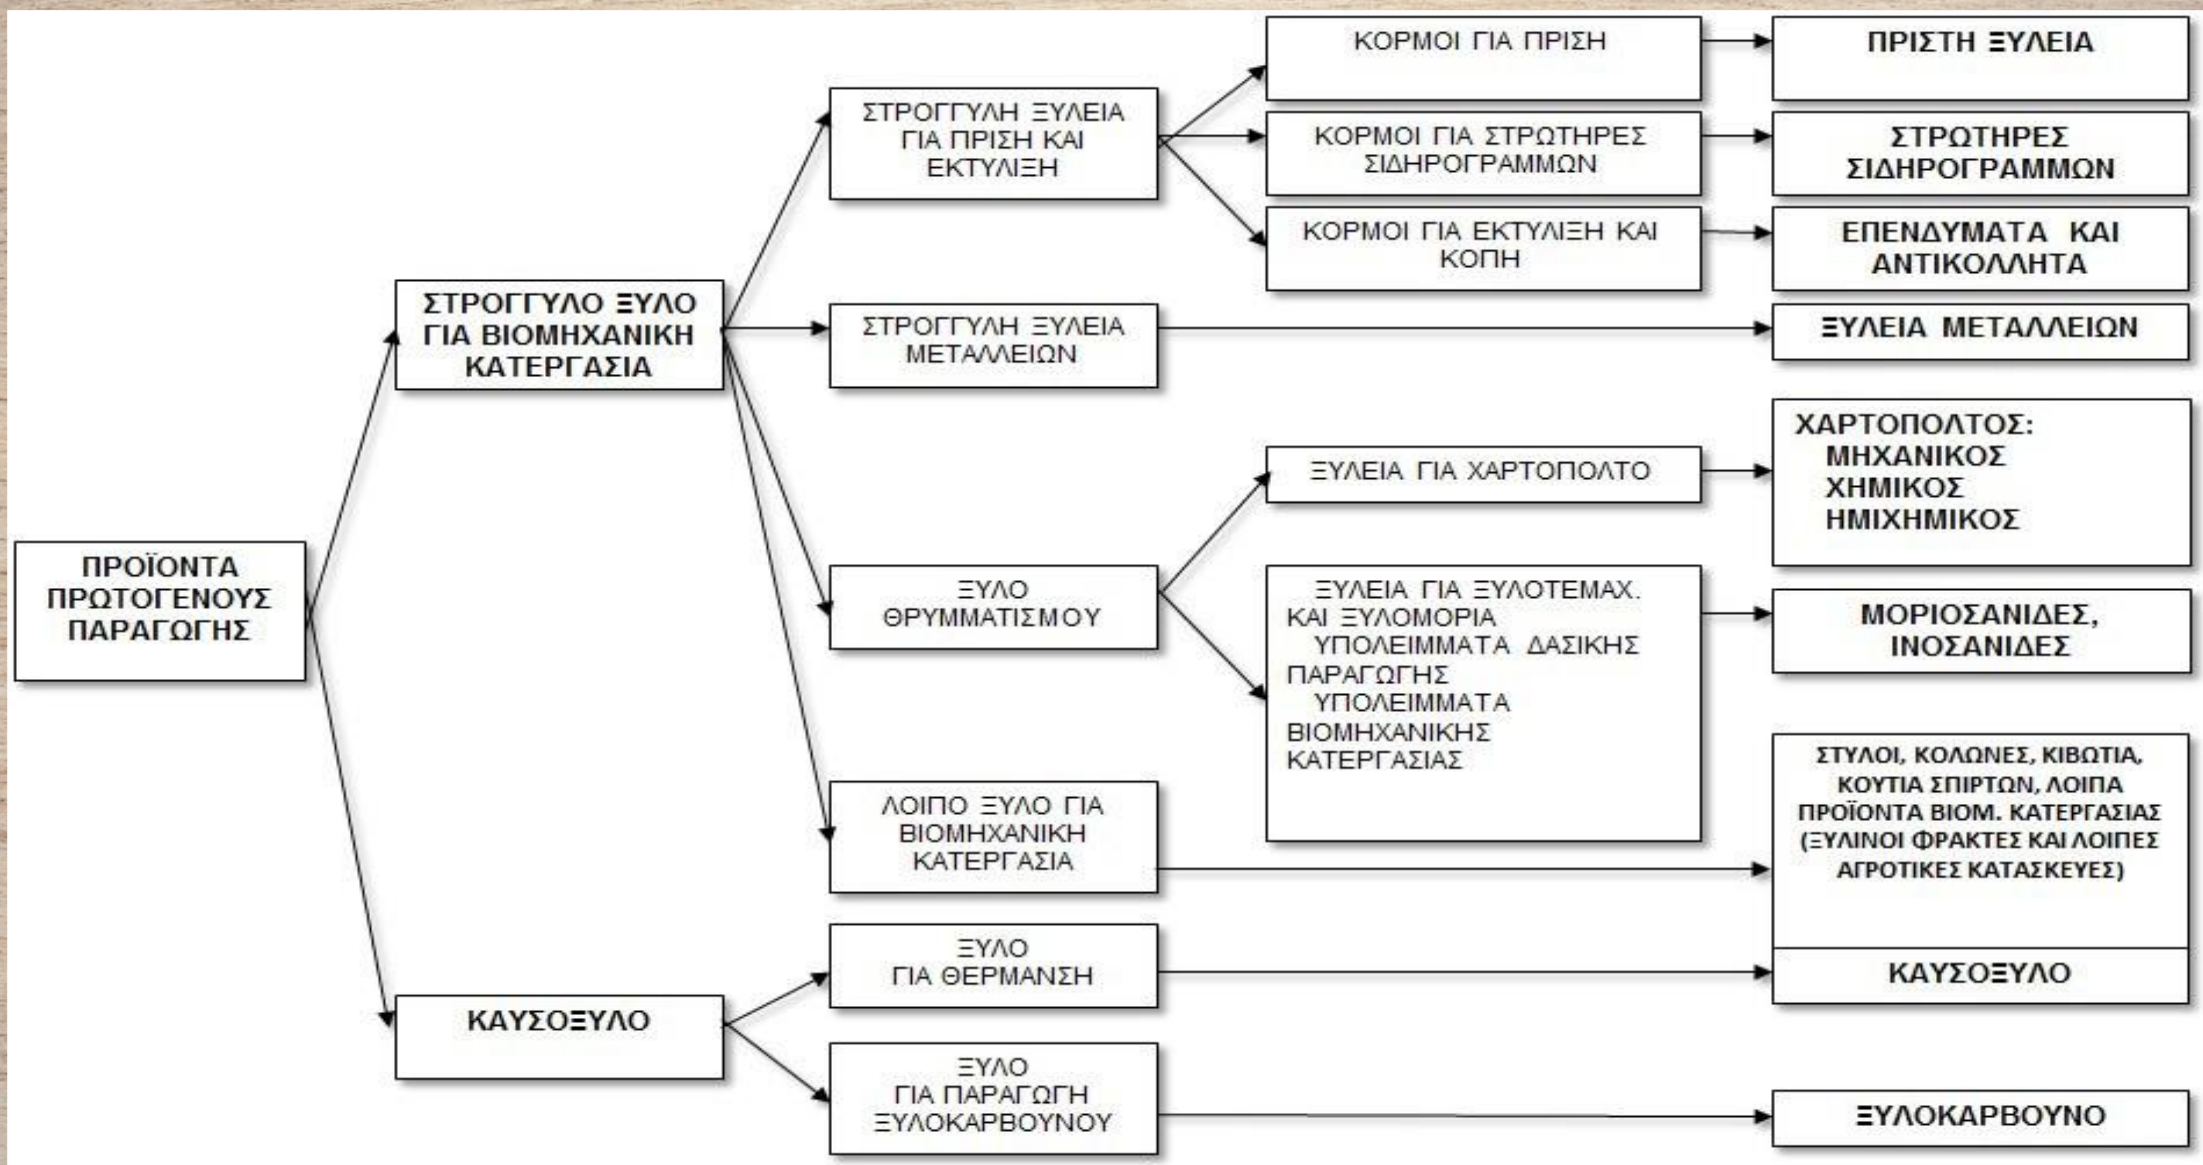 ΠΡΟΪΟΝΤΑ
ΠΡΩΤΟΓΕΝΟΥΣ
ΠΑΡΑΓΩΓΗΣ
ΣΤΡΟΓΓΥΛΟ ΞΥΛΟ
ΓΙΑ ΒΙΟΜΗΧΑΝΙΚΗ
ΚΑΤΕΡΓΑΣΙΑ
ΚΑΥΣΟΞΥΛΟ
ΣΤΡΟΓΓΥΛΗ ΞΥΛΕΙΑ
ΓΙΑ ΠΡΙΣΗ ΚΑΙ
ΕΚΤΥΛΙΞΗ
ΣΤΡΟΓΓΥΛΗ ΞΥΛΕΙΑ
ΜΕΤΑΛΛΕΙΩΝ
ΞΥΛΟ
ΘΡΥΜΜΑΤΙΣΜΟΥ
ΛΟΙΠΟ ΞΥΛΟ ΓΙΑ
ΒΙΟΜΗΧΑΝΙΚΗ
ΚΑΤΕΡΓΑΣΙΑ
ΞΥΛΟ
ΓΙΑ ΘΕΡΜΑΝΣΗ
ΞΥΛΟ
ΓΙΑ ΠΑΡΑΓΩΓΗ
ΞΥΛΟΚΑΡΒΟΥΝΟΥ
ΚΟΡΜΟΙ ΓΙΑ ΠΡΙΣΗ
ΚΟΡΜΟΙ ΓΙΑ ΣΤΡΩΤΗΡΕΣ
ΣΙΔΗΡΟΓΡΑΜΜΩΝ
ΚΟΡΜΟΙ ΓΙΑ ΕΚΤΥΛΙΞΗ ΚΑΙ
ΚΟΠΗ
ΞΥΛΕΙΑ ΓΙΑ ΧΑΡΤΟΠΟΛΤΟ
ΞΥΛΕΙΑ ΓΙΑ ΞΥΛΟΤΕΜΑΧ.
ΚΑΙ ΞΥΛΟΜΟΡΙΑ
ΥΠΟΛΕΙΜΜΑΤΑ ΔΑΣΙΚΗΣ
ΠΑΡΑΓΩΓΗΣ
ΥΠΟΛΕΙΜΜΑΤΑ
ΒΙΟΜΗΧΑΝΙΚΗΣ
ΚΑΤΕΡΓΑΣΙΑΣ
ΠΡΙΣΤΗ ΞΥΛΕΙΑ
ΣΤΡΩΤΗΡΕΣ
ΣΙΔΗΡΟΓΡΑΜΜΩΝ
ΕΠΕΝΔΥΜΑΤΑ ΚΑΙ
ΑΝΤΙΚΟΛΛΗΤΑ
ΞΥΛΕΙΑ ΜΕΤΑΛΛΕΙΩΝ
ΧΑΡΤΟΠΟΛΤΟΣ:
ΜΗΧΑΝΙΚΟΣ
ΧΗΜΙΚΟΣ
ΗΜΙΧΗΜΙΚΟΣ
ΜΟΡΙΟΣΑΝΙΔΕΣ,
ΙΝΟΣΑΝΙΔΕΣ
ΣΤΥΛΟΙ, ΚΟΛΩΝΕΣ, ΚΙΒΩΤΙΑ,
ΚΟΥΤΙΑ ΣΠΙΡΤΩΝ, ΛΟΙΠΑ
ΠΡΟΪΟΝΤΑ ΒΙΟΜ. ΚΑΤΕΡΓΑΣΙΑΣ
(ΞΥΛΙΝΟΙ ΦΡΑΚΤΕΣ ΚΑΙ ΛΟΙΠΕΣ
ΑΓΡΟΤΙΚΕΣ ΚΑΤΑΣΚΕΥΕΣ)
ΚΑΥΣΟΞΥΛΟ
ΞΥΛΟΚΑΡΒΟΥΝΟ